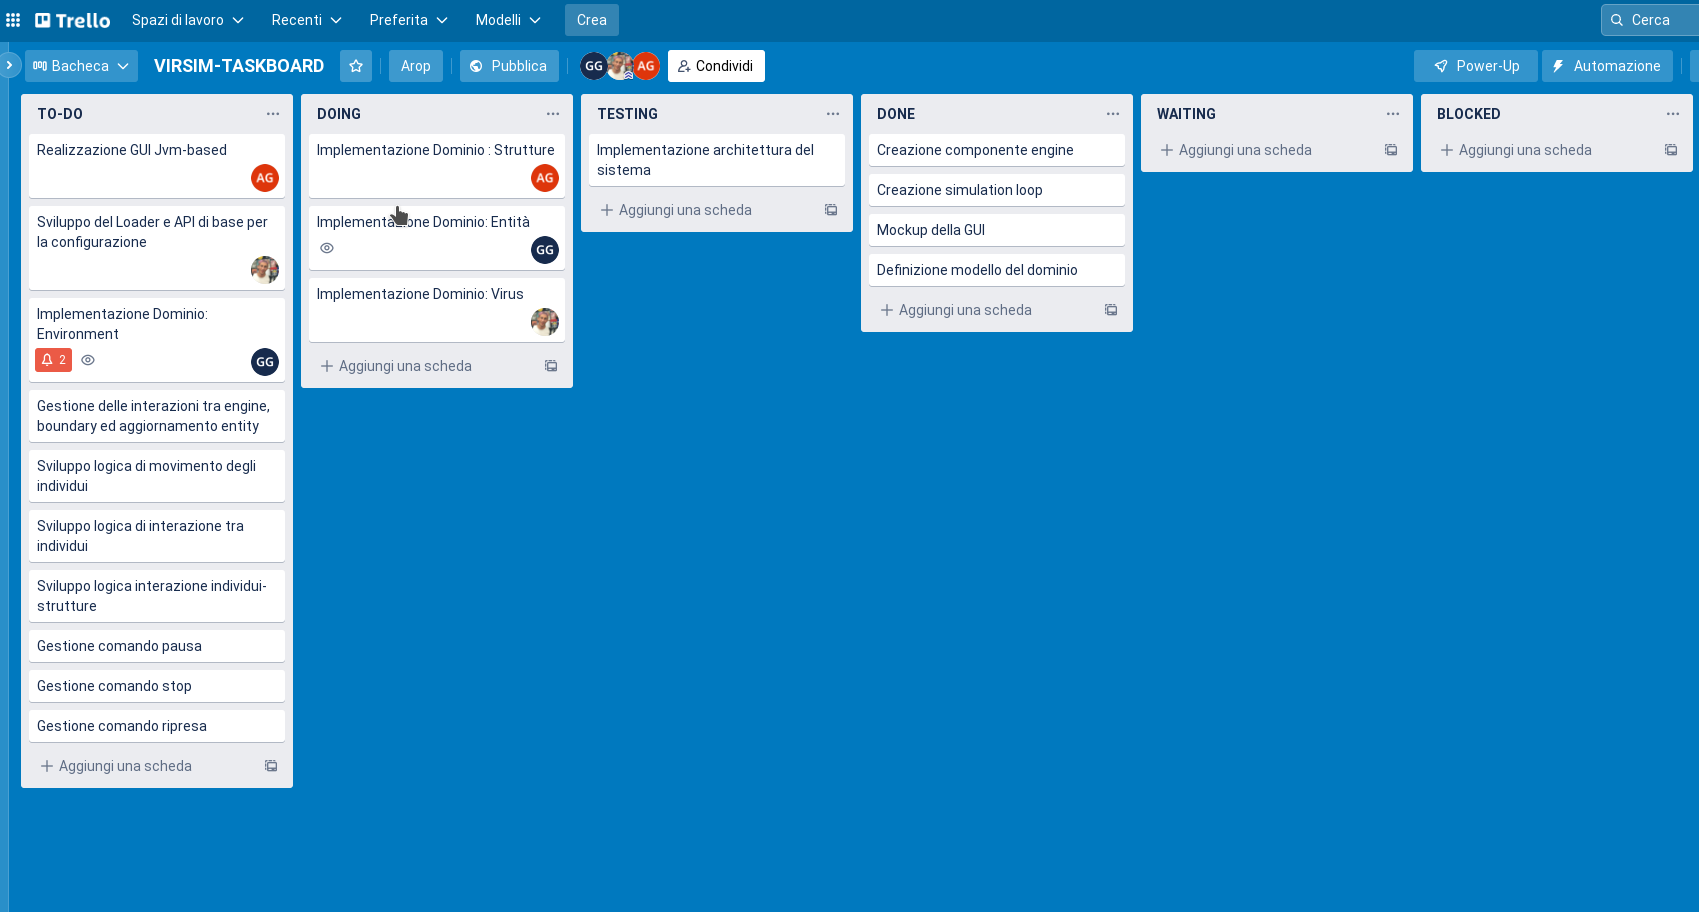 Trello Spazi di lavoro Recenti Preferita Modelli Crea Cerca
Bacheca VIRSIM-TASKBOARD Arop Pubblica GG AG Condividi Power-Up Automazione
TO-DO
Realizzazione GUI Jvm-based
AG
Sviluppo del Loader e API di base per
la configurazione
Implementazione Dominio:
Environment
2 GG
Gestione delle interazioni tra engine,
boundary ed aggiornamento entity
Sviluppo logica di movimento degli
individui
Sviluppo logica di interazione tra
individui
Sviluppo logica interazione individui-
strutture
Gestione comando pausa
Gestione comando stop
Gestione comando ripresa
Aggiungi una scheda
DOING
Implementazione Dominio : Strutture
AG
Implementazione Dominio: Entità
GG
Implementazione Dominio: Virus
Aggiungi una scheda
TESTING
Implementazione architettura del
sistema
Aggiungi una scheda
DONE
Creazione componente engine
Creazione simulation loop
Mockup della GUI
Definizione modello del dominio
Aggiungi una scheda
WAITING
Aggiungi una scheda
BLOCKED
Aggiungi una scheda